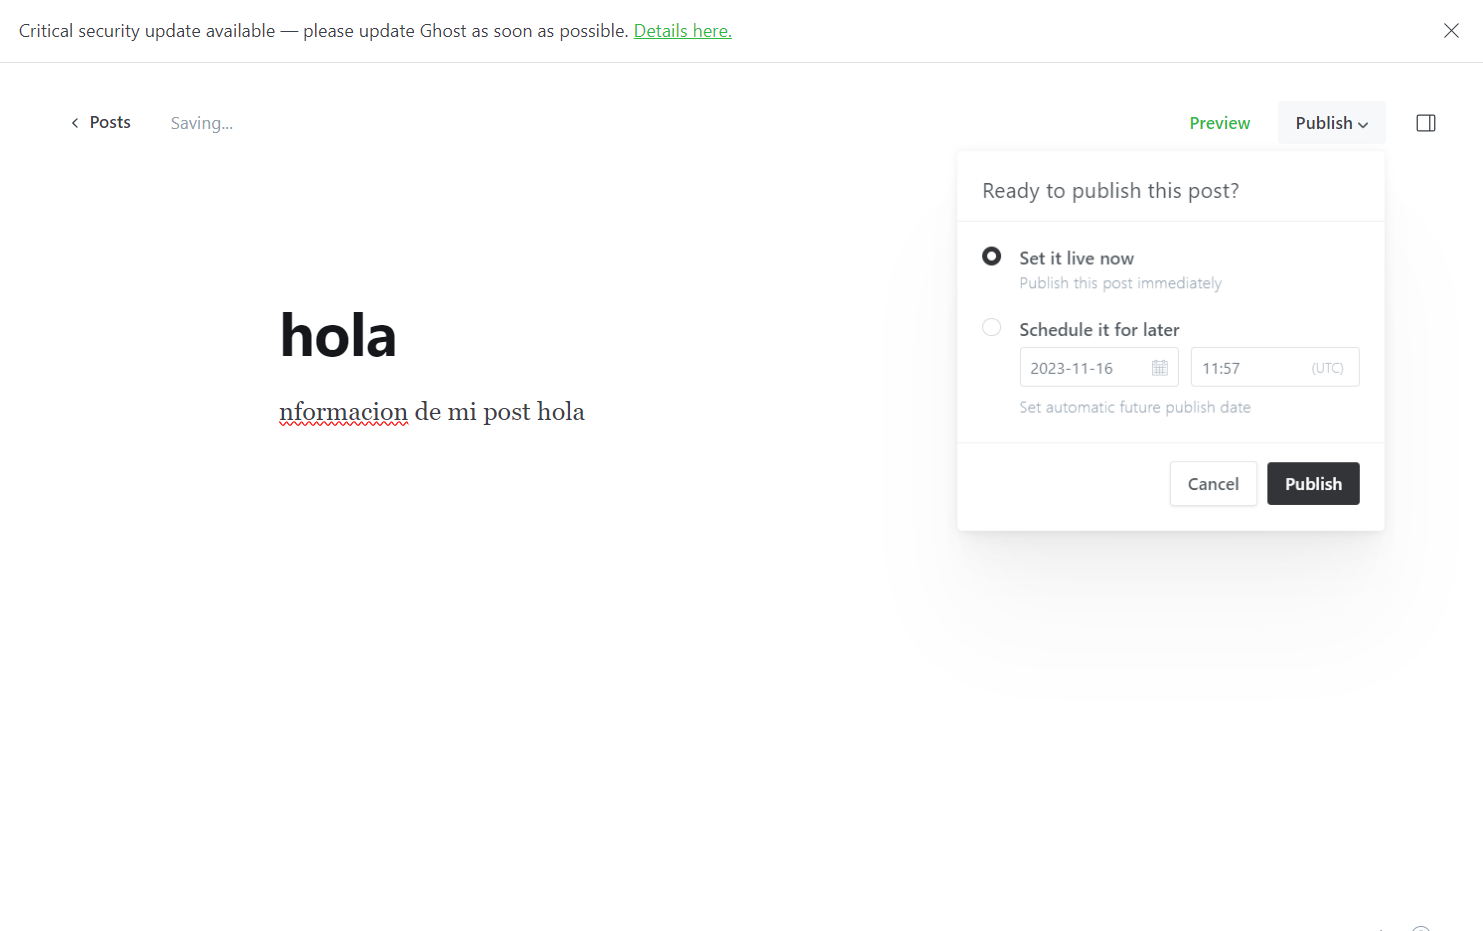 Critical security update available — please update Ghost as soon as possible. Details here.
Posts
Saving...
Preview
Publish
Ready to publish this post?
Set it live now
Publish this post immediately
Schedule it for later
2023-11-16
11:57
(UTC)
Set automatic future publish date
Cancel
Publish
hola
nformacion de mi post hola